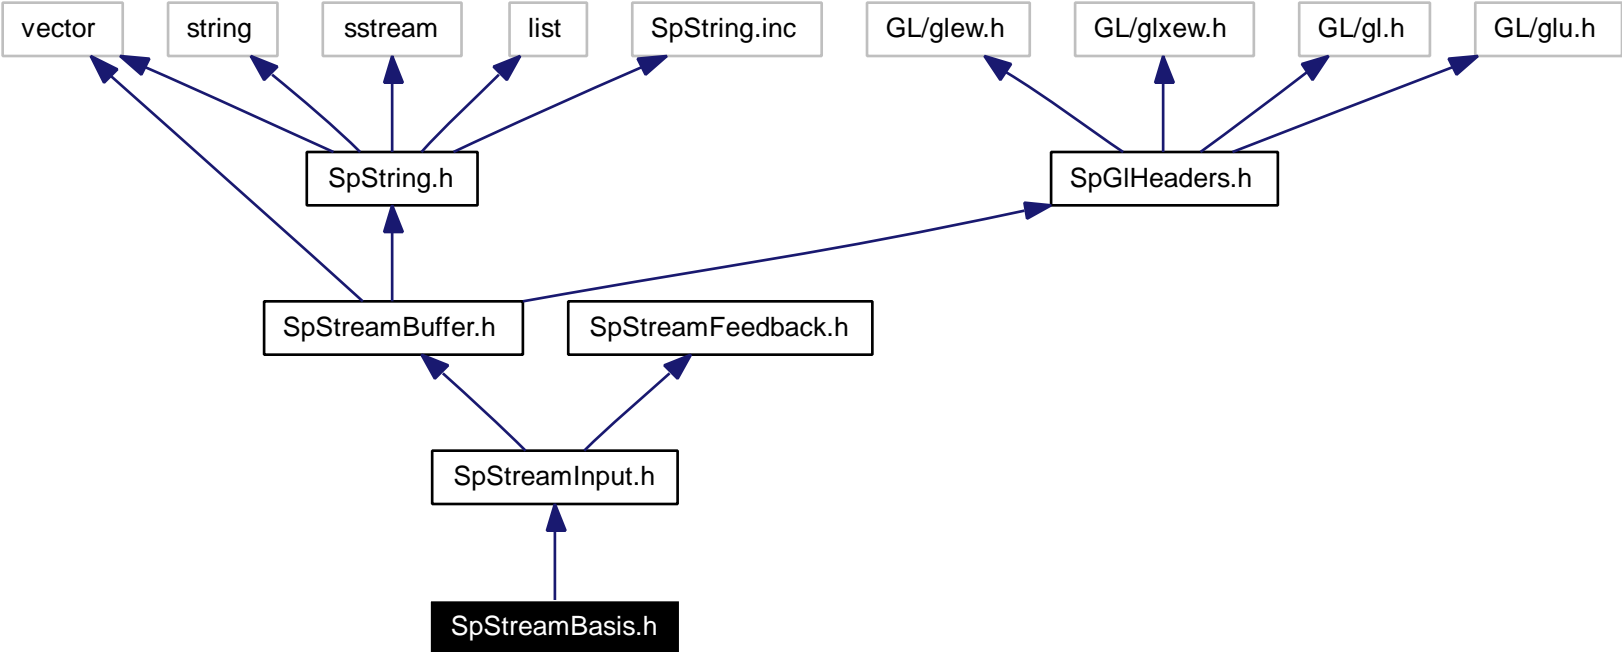 vector
string
sstream
list
SpString.inc
GL/glew.h
GL/glxew.h
GL/gl.h
GL/glu.h
SpString.h
SpGlHeaders.h
SpStreamBuffer.h
SpStreamFeedback.h
SpStreamInput.h
SpStreamBasis.h